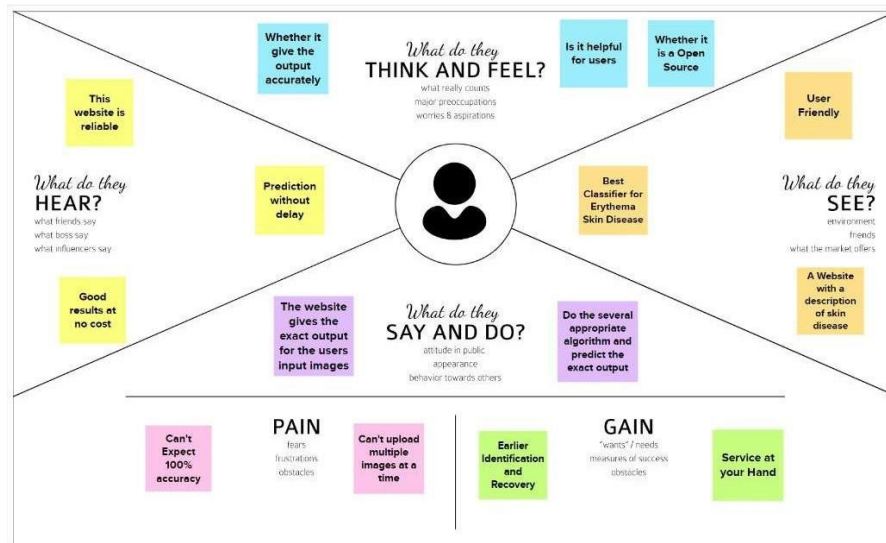 Whether it
give the
output
accurately
What do they
THINK AND FEEL?
what really counts
major preoccupations
worries & aspirations
Is it helpful
for users
Whether it
is a Open
Source
This
website is
reliable
User
Friendly
What do they
HEAR?
what friends say
what boss say
what influencers say
Prediction
without
delay
Best
Classifier for
Erythema
Skin Disease
What do they
SEE?
environment
friends
what the market offers
Good
results at
no cost
The website
gives the
exact output
for the users
input images
What do they
SAY AND DO?
attitude in public
appearance
behavior towards others
Do the several
appropriate
algorithm and
predict the
exact output
A Website
with a
description
of skin
disease
Can't
Expect
100%
accuracy
PAIN
fears
frustrations
obstacles
Can't upload
multiple
images at a
time
Earlier
Identification
and
Recovery
GAIN
"wants" / needs
measures of success
obstacles
Service at
your Hand